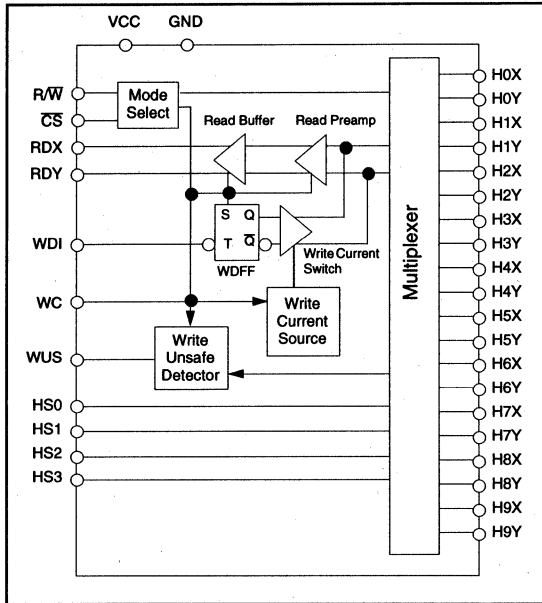 VCC GND
R/W̅
C̅S̅
RDX
RDY
WDI
WC
WUS
HS0
HS1
HS2
HS3
Mode
Select
Read Buffer
Read Preamp
S Q
T Q̅
WDFF
Write Current
Switch
Write
Current
Source
Write
Unsafe
Detector
Multiplexer
H0X
H0Y
H1X
H1Y
H2X
H2Y
H3X
H3Y
H4X
H4Y
H5X
H5Y
H6X
H6Y
H7X
H7Y
H8X
H8Y
H9X
H9Y